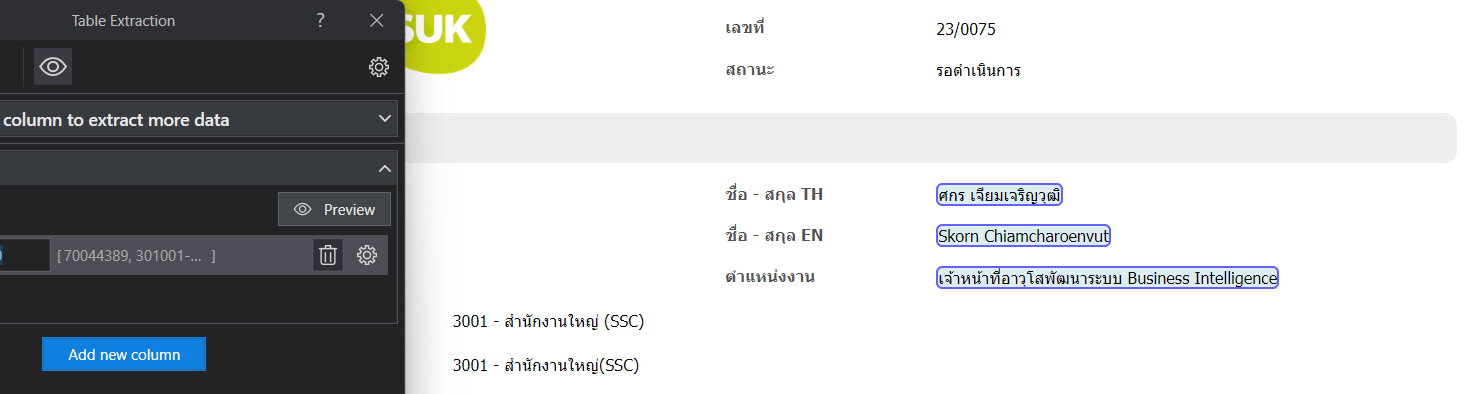 Table Extraction ?
SUK
เลขที่ 23/0075
สถานะ รอดำเนินการ
column to extract more data
Preview
[70044389, 301001-... ]
Add new column
ชื่อ - สกุล TH ศกร เจียมเจริญวุฒิ
ชื่อ - สกุล EN Skorn Chiamcharoenvut
ตำแหน่งงาน เจ้าหน้าที่อาวุโสพัฒนาระบบ Business Intelligence
3001 - สำนักงานใหญ่ (SSC)
3001 - สำนักงานใหญ่(SSC)